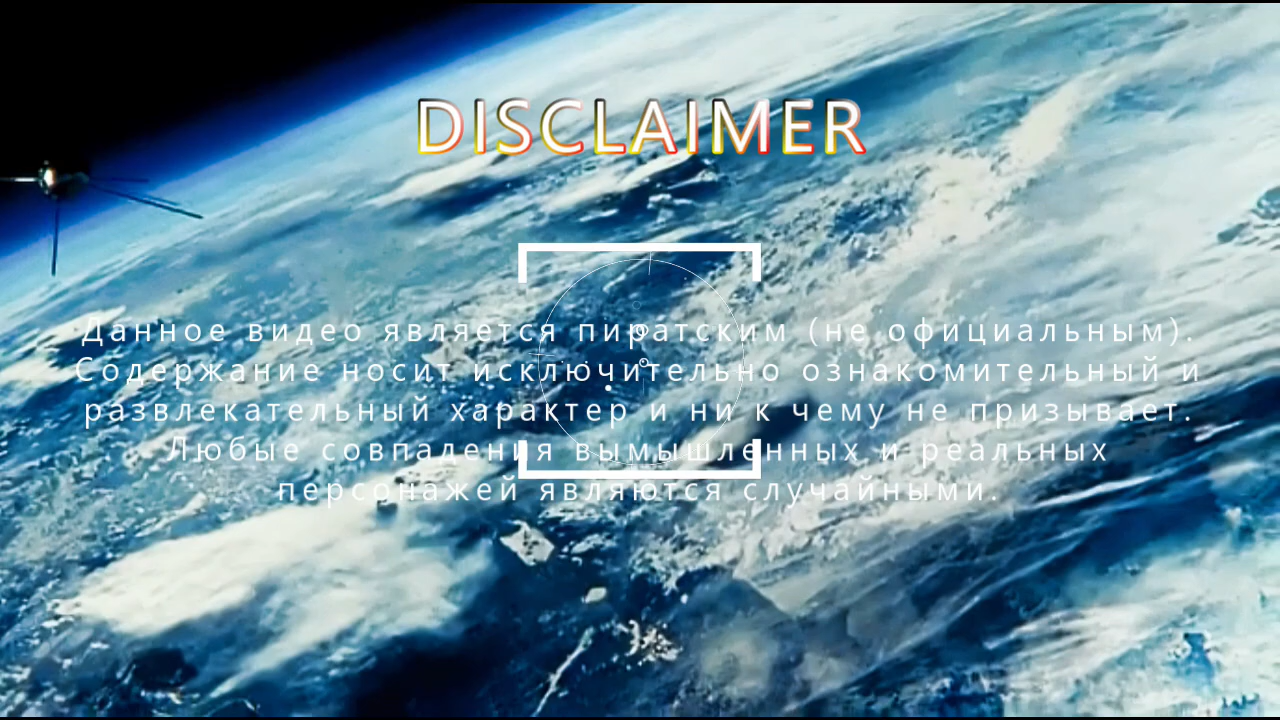 DISCLAIMER
Данное видео является пиратским (не официальным).
Содержание носит исключительно ознакомительный и
развлекательный характер и ни к чему не призывает.
Любые совпадения вымышленных и реальных
персонажей являются случайными.